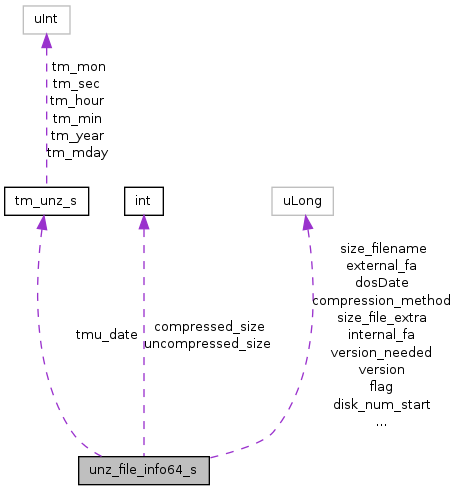 uInt
tm_mon
tm_sec
tm_hour
tm_min
tm_year
tm_mday
tm_unz_s
int
uLong
tmu_date
compressed_size
uncompressed_size
size_filename
external_fa
dosDate
compression_method
size_file_extra
internal_fa
version_needed
version
flag
disk_num_start
...
unz_file_info64_s